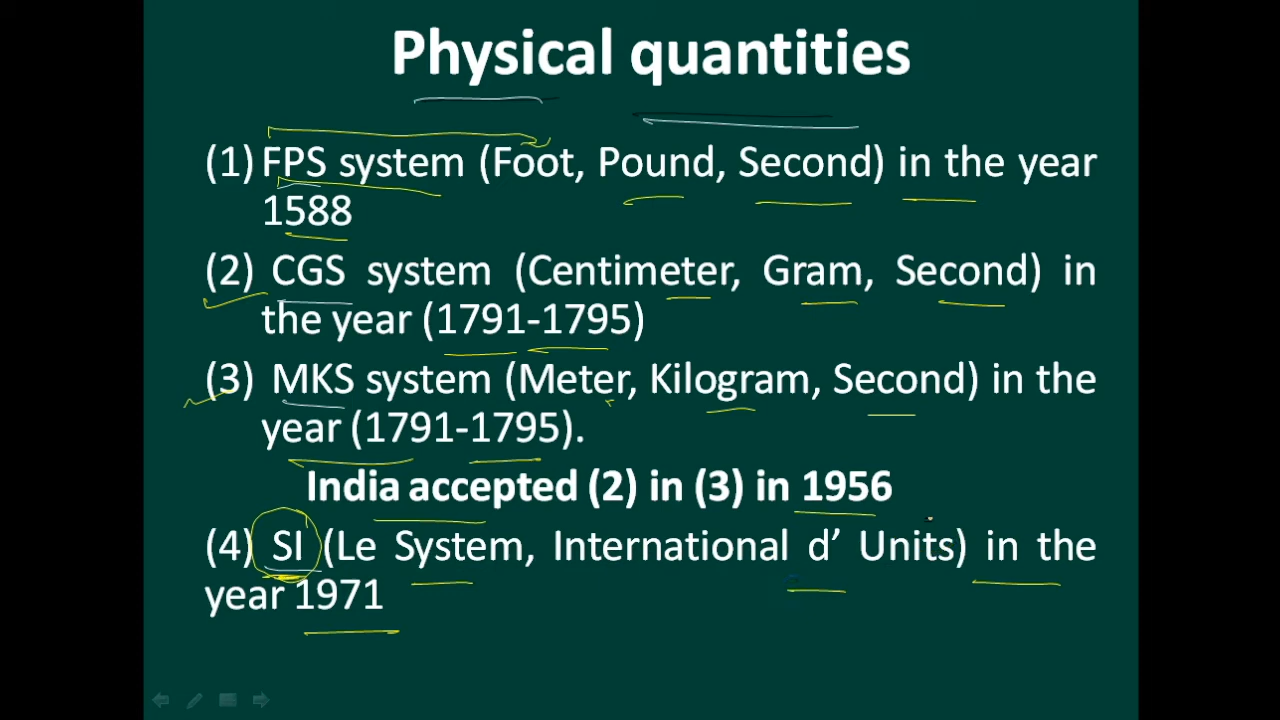 Physical quantities
(1) FPS system (Foot, Pound, Second) in the year
1588
(2) CGS system (Centimeter, Gram, Second) in
the year (1791-1795)
(3) MKS system (Meter, Kilogram, Second) in the
year (1791-1795).
India accepted (2) in (3) in 1956
(4) SI (Le System, International d’ Units) in the
year 1971